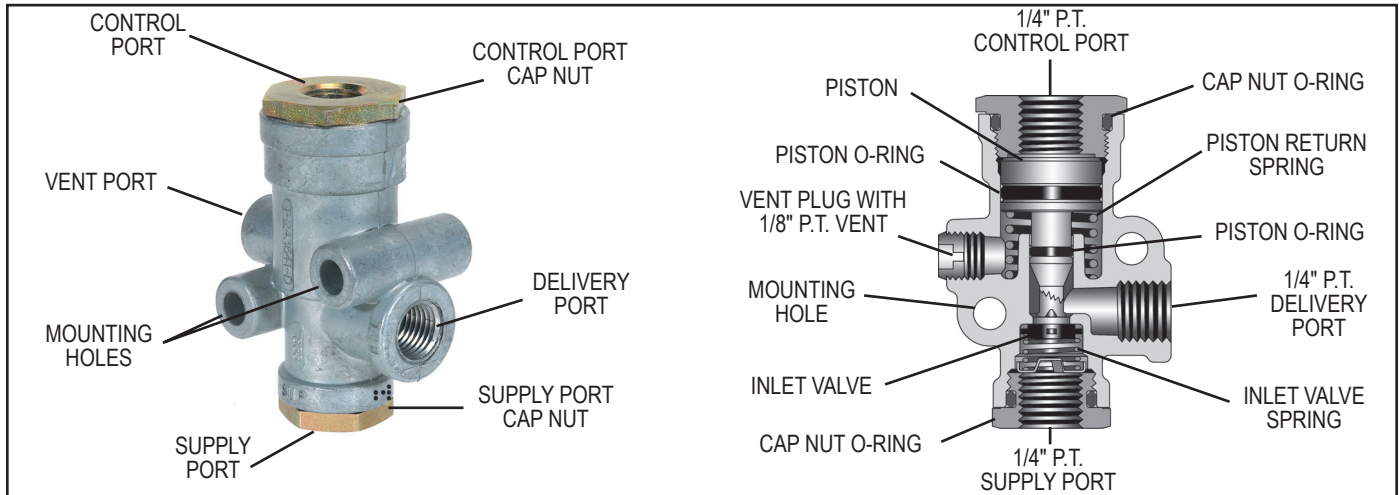 CONTROL
PORT
CONTROL PORT
CAP NUT
VENT PORT
MOUNTING
HOLES
DELIVERY
PORT
SUPPLY PORT
CAP NUT
SUPPLY
PORT
1/4" P.T.
CONTROL PORT
PISTON
CAP NUT O-RING
PISTON O-RING
PISTON RETURN
SPRING
VENT PLUG WITH
1/8" P.T. VENT
PISTON O-RING
MOUNTING
HOLE
1/4" P.T.
DELIVERY
PORT
INLET VALVE
INLET VALVE
SPRING
CAP NUT O-RING
1/4" P.T.
SUPPLY PORT